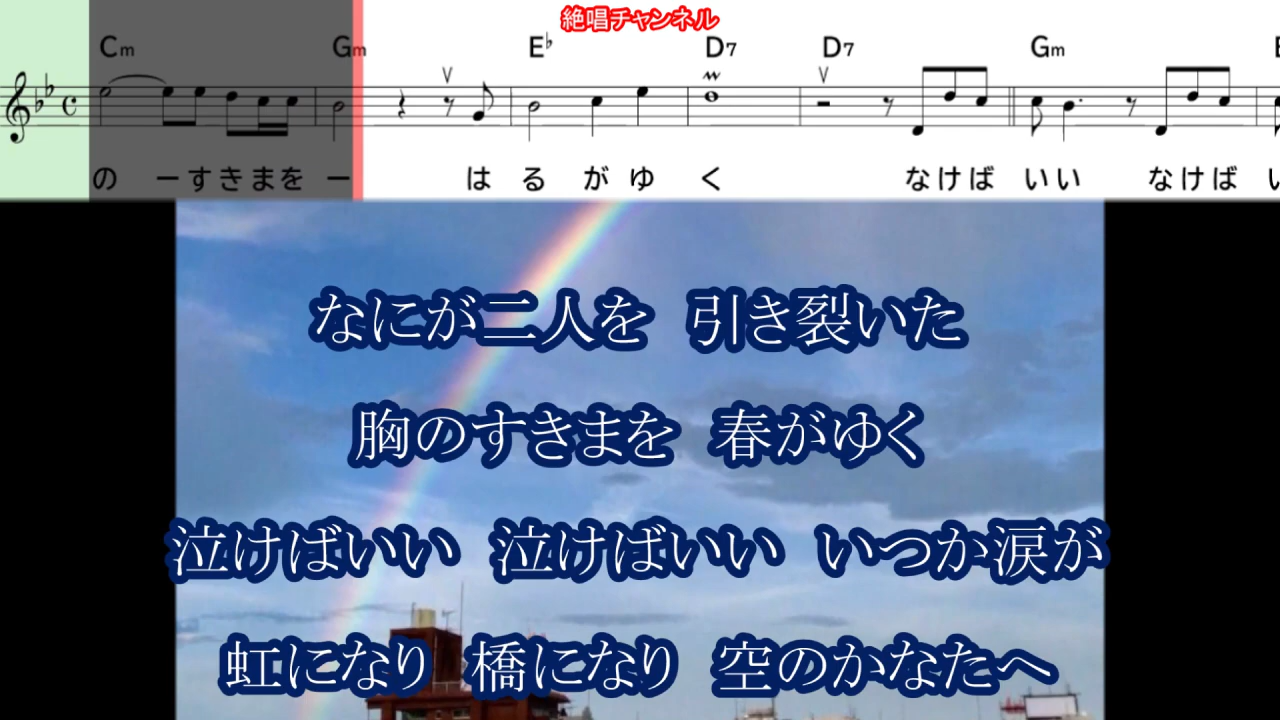 絶唱チャンネル
Cm Gm E♭ D7 D7 Gm
の ーすきまを ー はる がゆ く なけば いい なけば
なにが二人を 引き裂いた
胸のすきまを 春がゆく
泣けばいい 泣けばいい いつか涙が
虹になり 橋になり 空のかなたへ